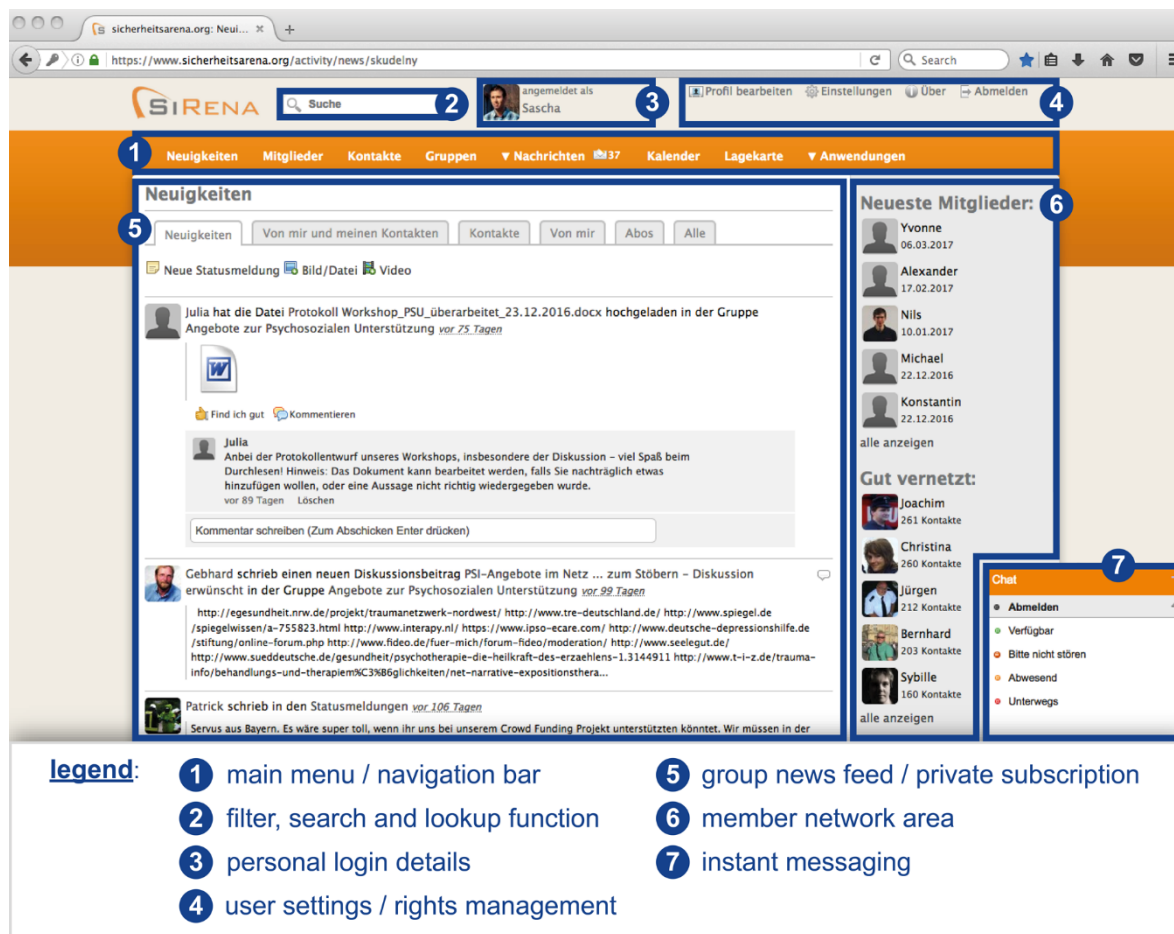 sicherheitsarena.org: Neui...
https://www.sicherheitsarena.org/activity/news/skudelny
Search
SIRENA
Suche
2
angemeldet als
Sascha
3
Profil bearbeiten Einstellungen Über Abmelden
4
1
Neuigkeiten Mitglieder Kontakte Gruppen ▼ Nachrichten 37 Kalender Lagekarte ▼ Anwendungen
Neuigkeiten
5
Neuigkeiten Von mir und meinen Kontakten Kontakte Von mir Abos Alle
Neue Statusmeldung Bild/Datei Video
Julia hat die Datei Protokoll Workshop_PSU_überarbeitet_23.12.2016.docx hochgeladen in der Gruppe
Angebote zur Psychosozialen Unterstützung vor 75 Tagen
W
Find ich gut Kommentieren
Julia
Anbei der Protokollentwurf unseres Workshops, insbesondere der Diskussion – viel Spaß beim
Durchlesen! Hinweis: Das Dokument kann bearbeitet werden, falls Sie nachträglich etwas
hinzufügen wollen, oder eine Aussage nicht richtig wiedergegeben wurde.
vor 89 Tagen Löschen
Kommentar schreiben (Zum Abschicken Enter drücken)
Gebhard schrieb einen neuen Diskussionsbeitrag PSI-Angebote im Netz ... zum Stöbern – Diskussion
erwünscht in der Gruppe Angebote zur Psychosozialen Unterstützung vor 99 Tagen
http://egesundheit.nrw.de/projekt/traumanetzwerk-nordwest/ http://www.tre-deutschland.de/ http://www.spiegel.de
/spiegelwissen/a-755823.html http://www.interapy.nl/ https://www.ipso-ecare.com/ http://www.deutsche-depressionshilfe.de
/stiftung/online-forum.php http://www.fideo.de/fuer-mich/forum-fideo/moderation/ http://www.seelegut.de/
http://www.sueddeutsche.de/gesundheit/psychotherapie-die-heilkraft-des-erzaehlens-1.3144911 http://www.t-i-z.de/trauma-
info/behandlungs-und-therapiem%C3%B6glichkeiten/net-narrative-expositionsthera...
Patrick schrieb in den Statusmeldungen vor 106 Tagen
Servus aus Bayern. Es wäre super toll, wenn ihr uns bei unserem Crowd Funding Projekt unterstützten könntet. Wir müssen in der
Neueste Mitglieder:
6
Yvonne
06.03.2017
Alexander
17.02.2017
Nils
10.01.2017
Michael
22.12.2016
Konstantin
22.12.2016
alle anzeigen
Gut vernetzt:
Joachim
261 Kontakte
Christina
260 Kontakte
Jürgen
212 Kontakte
Bernhard
203 Kontakte
Sybille
160 Kontakte
alle anzeigen
7
Chat
Abmelden
Verfügbar
Bitte nicht stören
Abwesend
Unterwegs
legend:
1 main menu / navigation bar
2 filter, search and lookup function
3 personal login details
4 user settings / rights management
5 group news feed / private subscription
6 member network area
7 instant messaging